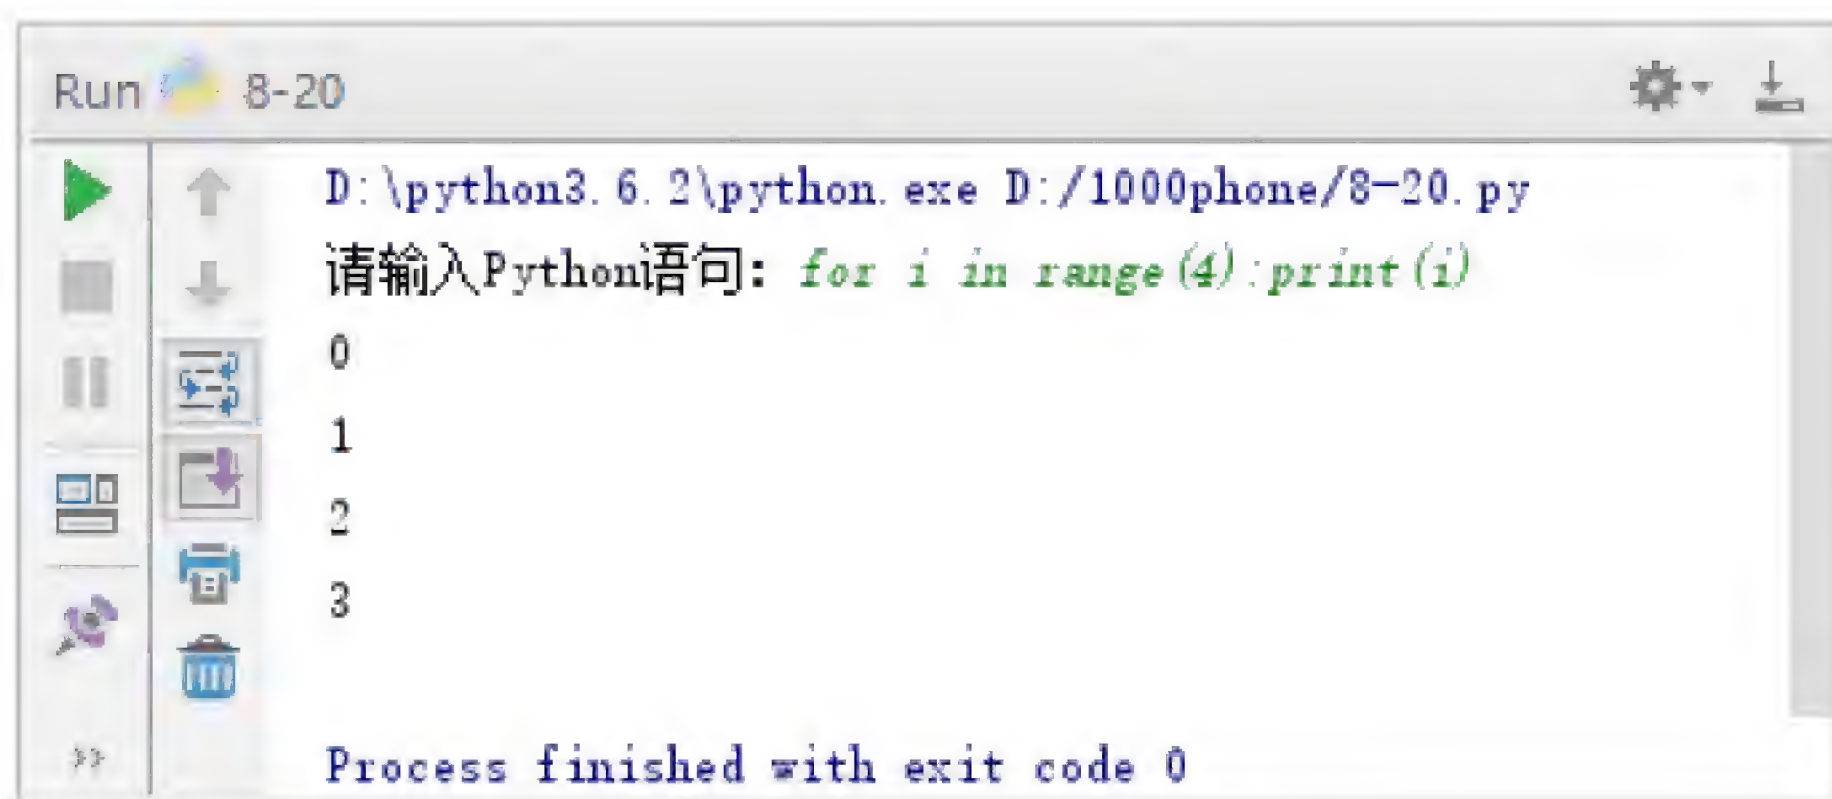 Run 8-20
D:\python3.6.2\python.exe D:/1000phone/8-20.py
请输入Python语句：for i in range(4):print(i)
0
1
2
3
Process finished with exit code 0